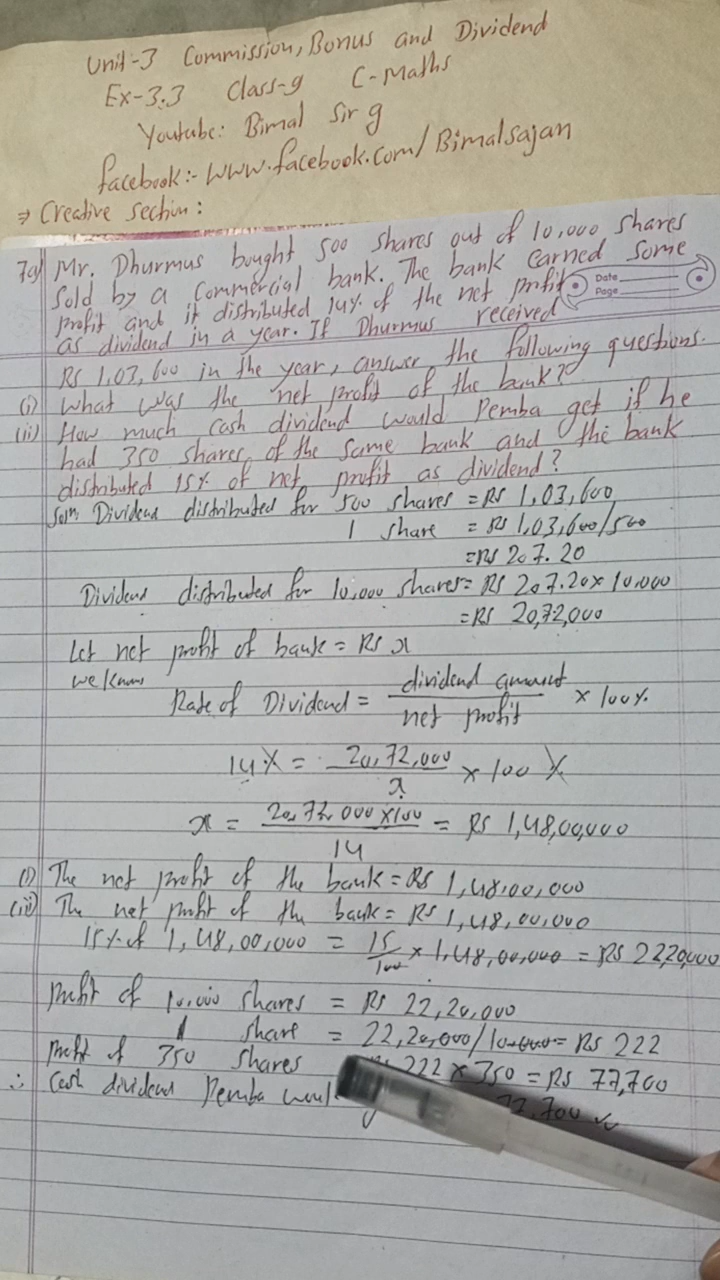 Unit-3 Commission, Bonus and Dividend
Ex-3.3 Class-9 C-Maths
Youtube: Bimal Sir g
facebook:- www.facebook.com/Bimalsajan
⇒ Creative section:
7a) Mr. Dhurmus bought 500 shares out of 10,000 shares
sold by a commercial bank. The bank earned some
profit and it distributed 14% of the net profit
Date
Page
as dividend in a year. If Dhurmus received
RS 1,03,600 in the year, answer the following questions.
(i) What was the net profit of the bank?
(ii) How much cash dividend would Pemba get if he
had 350 shares of the same bank and the bank
distributed 15% of net profit as dividend?
Soln Dividend distributed for 500 shares = RS 1,03,600
1 share = RS 1,03,600/500
= RS 207.20
Dividend distributed for 10,000 shares = RS 207.20 × 10,000
= RS 20,72,000
Let net profit of bank = RS x
we know
Rate of Dividend = dividend amount / net profit × 100%
14% = 20,72,000 / x × 100 %
x = 20,72,000 × 100 / 14 = RS 1,48,00,000
(i) The net profit of the bank = RS 1,48,00,000
(ii) The net profit of the bank = RS 1,48,00,000
15% of 1,48,00,000 = 15/100 × 1,48,00,000 = RS 22,20,000
profit of 10,000 shares = RS 22,20,000
1 share = 22,20,000/10,000 = RS 222
profit of 350 shares 222 × 350 = RS 77,700
∴ Cash dividend Pemba 77,700